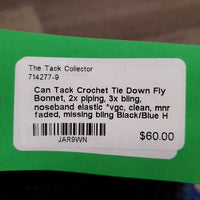 The Tack Collector
714277-9
Can Tack Crochet Tie Down Fly
Bonnet, 2x piping, 3x bling,
noseband elastic *vgc, clean, mnr
faded, missing bling Black/Blue H
JAR9WN
$60.00